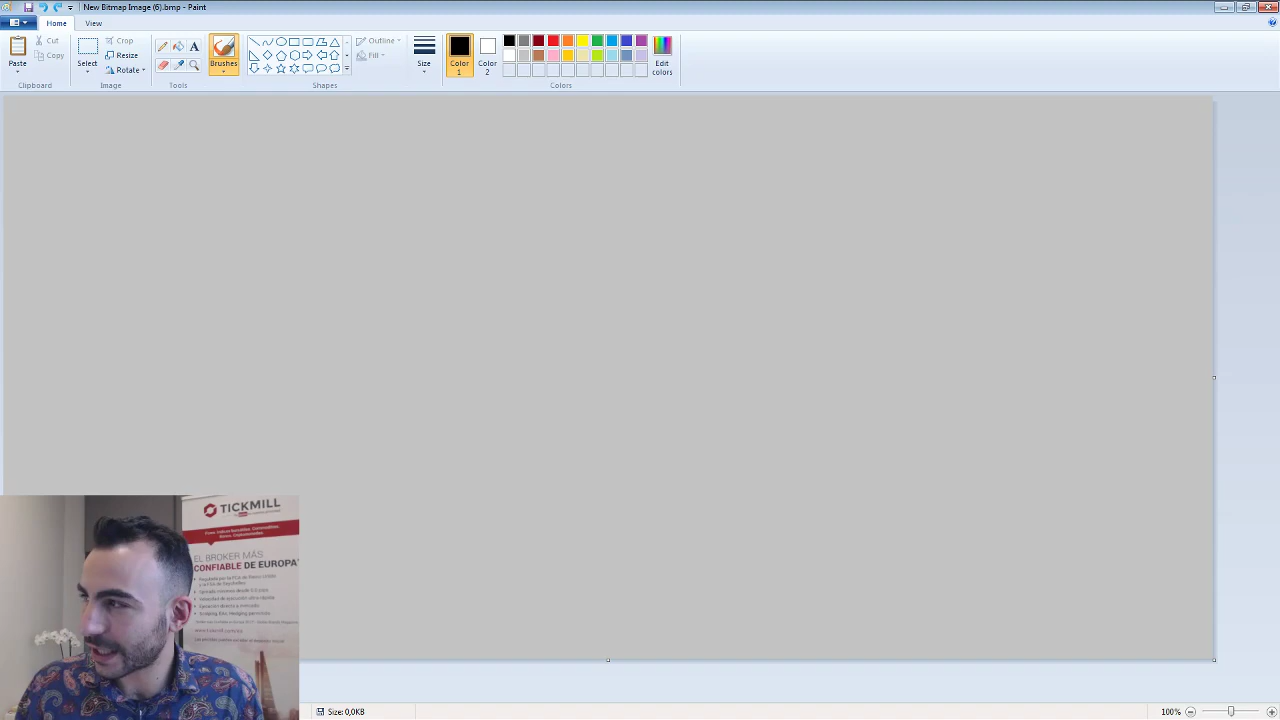 New Bitmap Image (6).bmp - Paint
Home
View
Paste
Cut
Copy
Clipboard
Select
Crop
Resize
Rotate
Image
A
Tools
Brushes
Outline
Fill
Shapes
Size
Color
1
Color
2
Edit
colors
Colors
TICKMILL
EL BROKER MÁS
CONFIABLE DE EUROPA
Size: 0,0KB
100%